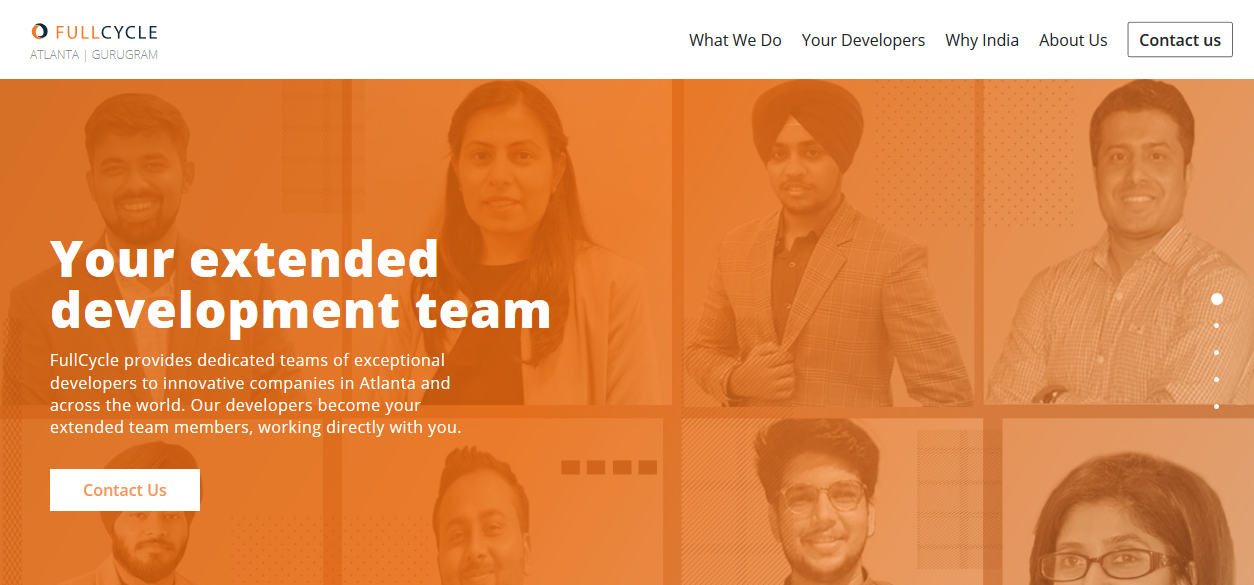 FULLCYCLE
ATLANTA | GURUGRAM
What We Do
Your Developers
Why India
About Us
Contact us
Your extended
development team
FullCycle provides dedicated teams of exceptional
developers to innovative companies in Atlanta and
across the world. Our developers become your
extended team members, working directly with you.
Contact Us